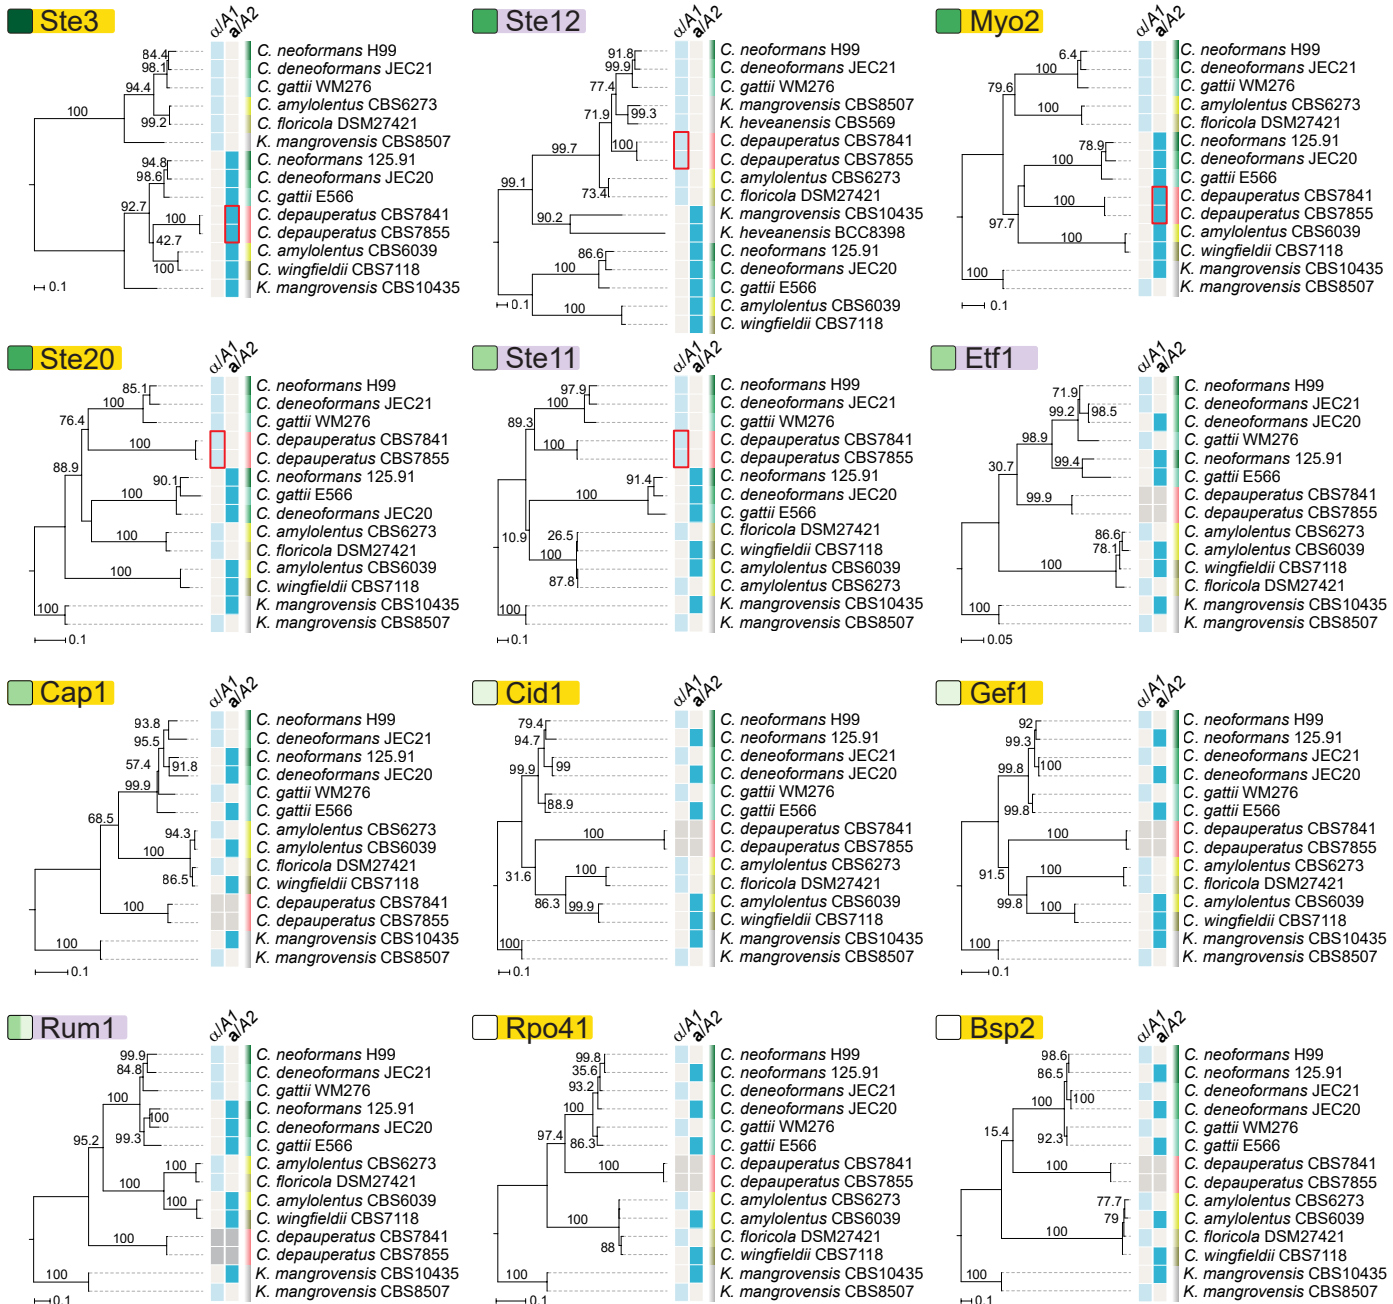 Ste3
α/A1
a/A2
84.4
98.1
94.4
100
99.2
94.8
98.6
92.7
100
42.7
100
C. neoformans H99
C. deneoformans JEC21
C. gattii WM276
C. amylolentus CBS6273
C. floricola DSM27421
K. mangrovensis CBS8507
C. neoformans 125.91
C. deneoformans JEC20
C. gattii E566
C. depauperatus CBS7841
C. depauperatus CBS7855
C. amylolentus CBS6039
C. wingfieldii CBS7118
K. mangrovensis CBS10435
0.1
Ste12
α/A1
a/A2
91.8
99.9
77.4
99.3
71.9
100
99.7
73.4
99.1
90.2
86.6
100
100
C. neoformans H99
C. deneoformans JEC21
C. gattii WM276
K. mangrovensis CBS8507
K. heveanensis CBS569
C. depauperatus CBS7841
C. depauperatus CBS7855
C. amylolentus CBS6273
C. floricola DSM27421
K. mangrovensis CBS10435
K. heveanensis BCC8398
C. neoformans 125.91
C. deneoformans JEC20
C. gattii E566
C. amylolentus CBS6039
C. wingfieldii CBS7118
0.1
Myo2
α/A1
a/A2
6.4
100
79.6
100
78.9
100
100
97.7
100
100
C. neoformans H99
C. deneoformans JEC21
C. gattii WM276
C. amylolentus CBS6273
C. floricola DSM27421
C. neoformans 125.91
C. deneoformans JEC20
C. gattii E566
C. depauperatus CBS7841
C. depauperatus CBS7855
C. amylolentus CBS6039
C. wingfieldii CBS7118
K. mangrovensis CBS10435
K. mangrovensis CBS8507
0.1
Ste20
α/A1
a/A2
85.1
100
76.4
100
88.9
90.1
100
100
100
100
C. neoformans H99
C. deneoformans JEC21
C. gattii WM276
C. depauperatus CBS7841
C. depauperatus CBS7855
C. neoformans 125.91
C. gattii E566
C. deneoformans JEC20
C. amylolentus CBS6273
C. floricola DSM27421
C. amylolentus CBS6039
C. wingfieldii CBS7118
K. mangrovensis CBS10435
K. mangrovensis CBS8507
0.1
Ste11
α/A1
a/A2
97.9
100
89.3
100
91.4
100
10.9
26.5
100
87.8
100
C. neoformans H99
C. deneoformans JEC21
C. gattii WM276
C. depauperatus CBS7841
C. depauperatus CBS7855
C. neoformans 125.91
C. deneoformans JEC20
C. gattii E566
C. floricola DSM27421
C. wingfieldii CBS7118
C. amylolentus CBS6039
C. amylolentus CBS6273
K. mangrovensis CBS10435
K. mangrovensis CBS8507
0.1
Etf1
α/A1
a/A2
71.9
99.2
98.5
98.9
99.4
30.7
99.9
86.6
78.1
100
100
C. neoformans H99
C. deneoformans JEC21
C. deneoformans JEC20
C. gattii WM276
C. neoformans 125.91
C. gattii E566
C. depauperatus CBS7841
C. depauperatus CBS7855
C. amylolentus CBS6273
C. amylolentus CBS6039
C. wingfieldii CBS7118
C. floricola DSM27421
K. mangrovensis CBS10435
K. mangrovensis CBS8507
0.05
Cap1
α/A1
a/A2
93.8
95.5
57.4
91.8
99.9
68.5
94.3
100
86.5
100
100
C. neoformans H99
C. deneoformans JEC21
C. neoformans 125.91
C. deneoformans JEC20
C. gattii WM276
C. gattii E566
C. amylolentus CBS6273
C. amylolentus CBS6039
C. floricola DSM27421
C. wingfieldii CBS7118
C. depauperatus CBS7841
C. depauperatus CBS7855
K. mangrovensis CBS10435
K. mangrovensis CBS8507
0.1
Cid1
α/A1
a/A2
79.4
94.7
99
99.9
88.9
100
31.6
100
86.3
99.9
100
C. neoformans H99
C. neoformans 125.91
C. deneoformans JEC21
C. deneoformans JEC20
C. gattii WM276
C. gattii E566
C. depauperatus CBS7841
C. depauperatus CBS7855
C. amylolentus CBS6273
C. floricola DSM27421
C. amylolentus CBS6039
C. wingfieldii CBS7118
K. mangrovensis CBS10435
K. mangrovensis CBS8507
0.1
Gef1
α/A1
a/A2
92
99.3
100
99.8
99.8
100
91.5
100
99.8
100
100
C. neoformans H99
C. neoformans 125.91
C. deneoformans JEC21
C. deneoformans JEC20
C. gattii WM276
C. gattii E566
C. depauperatus CBS7841
C. depauperatus CBS7855
C. amylolentus CBS6273
C. floricola DSM27421
C. amylolentus CBS6039
C. wingfieldii CBS7118
K. mangrovensis CBS10435
K. mangrovensis CBS8507
0.1
Rum1
α/A1
a/A2
99.9
84.8
100
100
99.3
95.2
100
100
100
100
100
C. neoformans H99
C. deneoformans JEC21
C. gattii WM276
C. neoformans 125.91
C. deneoformans JEC20
C. gattii E566
C. amylolentus CBS6273
C. floricola DSM27421
C. amylolentus CBS6039
C. wingfieldii CBS7118
C. depauperatus CBS7841
C. depauperatus CBS7855
K. mangrovensis CBS10435
K. mangrovensis CBS8507
0.1
Rpo41
α/A1
a/A2
99.8
35.6
93.2
100
97.4
86.3
100
100
88
100
C. neoformans H99
C. neoformans 125.91
C. deneoformans JEC21
C. deneoformans JEC20
C. gattii WM276
C. gattii E566
C. depauperatus CBS7841
C. depauperatus CBS7855
C. amylolentus CBS6273
C. amylolentus CBS6039
C. floricola DSM27421
C. wingfieldii CBS7118
K. mangrovensis CBS10435
K. mangrovensis CBS8507
0.1
Bsp2
α/A1
a/A2
98.6
86.5
100
100
15.4
92.3
100
77.7
79
100
100
C. neoformans H99
C. neoformans 125.91
C. deneoformans JEC21
C. deneoformans JEC20
C. gattii WM276
C. gattii E566
C. depauperatus CBS7841
C. depauperatus CBS7855
C. amylolentus CBS6273
C. amylolentus CBS6039
C. floricola DSM27421
C. wingfieldii CBS7118
K. mangrovensis CBS10435
K. mangrovensis CBS8507
0.1